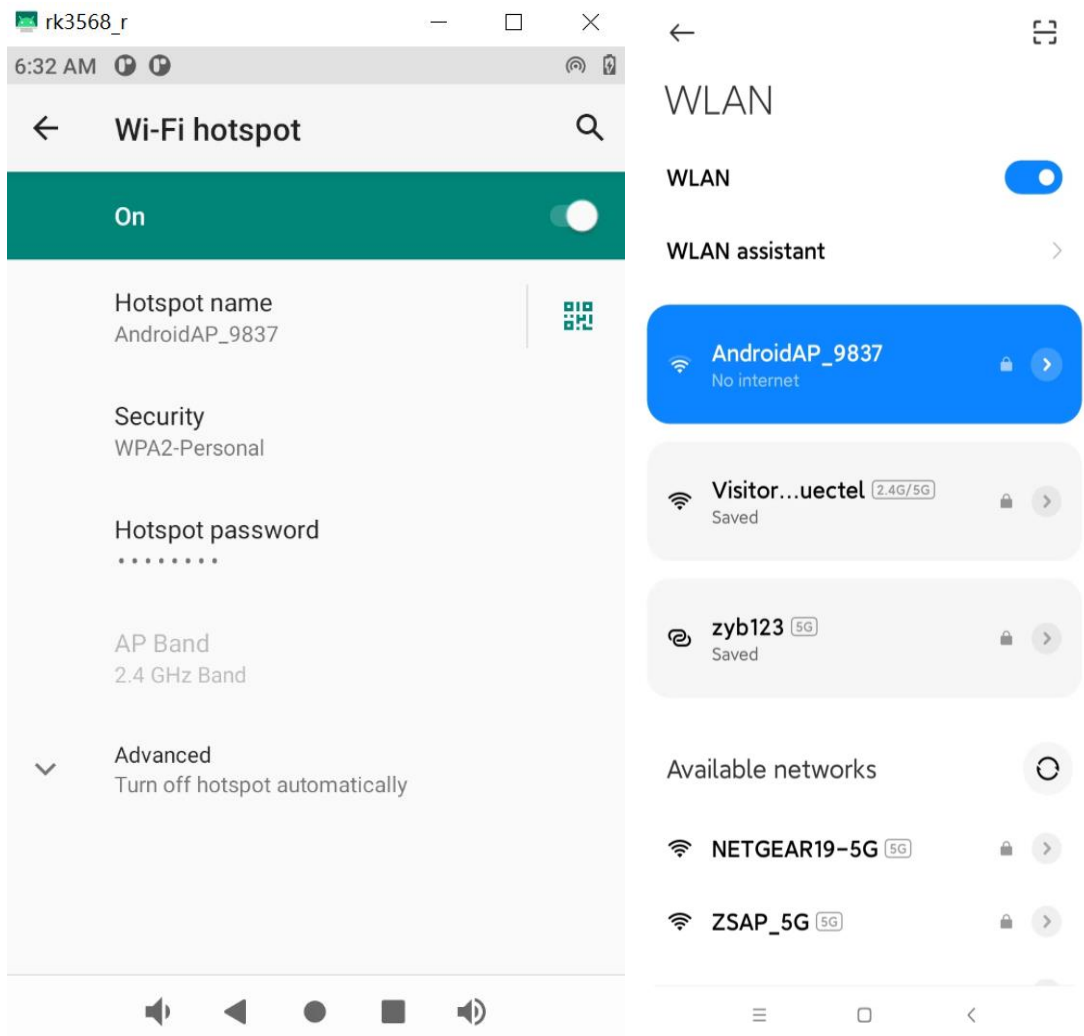 rk3568_r
6:32 AM
Wi-Fi hotspot
On
Hotspot name
AndroidAP_9837
Security
WPA2-Personal
Hotspot password
••••••••
AP Band
2.4 GHz Band
Advanced
Turn off hotspot automatically
WLAN
WLAN
WLAN assistant
AndroidAP_9837
No internet
Visitor...uectel 2.4G/5G
Saved
zyb123 5G
Saved
Available networks
NETGEAR19-5G 5G
ZSAP_5G 5G